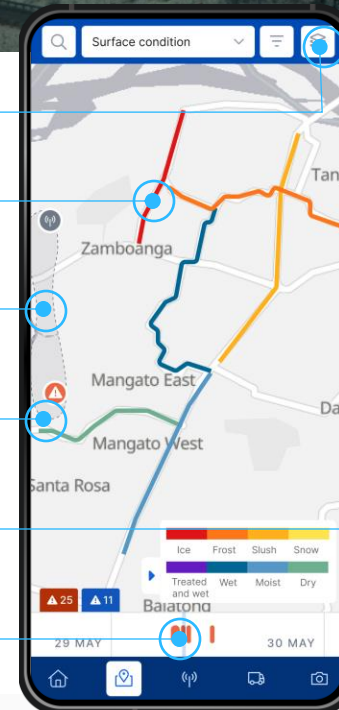 Surface condition
Tan
Zamboanga
Mangato East
Da
Mangato West
Santa Rosa
Ice Frost Slush Snow
Treated and wet Wet Moist Dry
25 11
Balatong
29 MAY 30 MAY